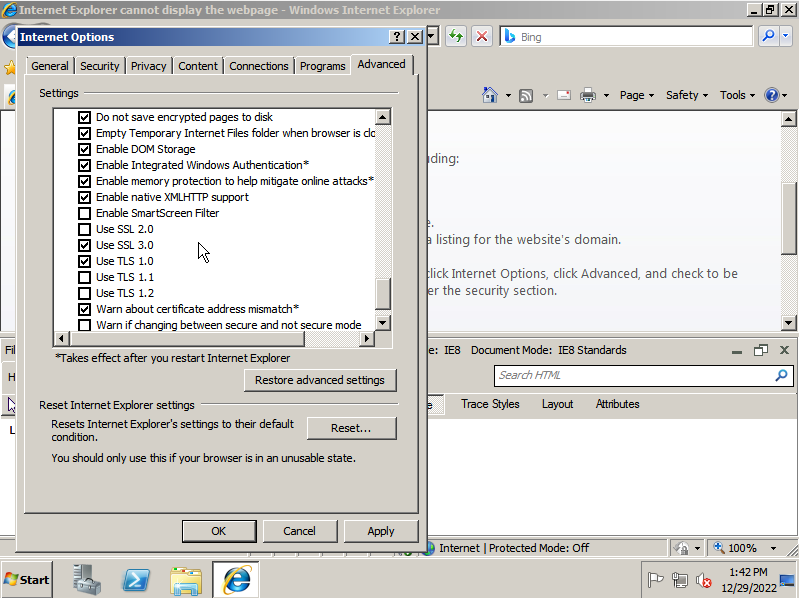 Internet Explorer cannot display the webpage - Windows Internet Explorer
Internet Options
?
Bing
General
Security
Privacy
Content
Connections
Programs
Advanced
Page
Safety
Tools
Settings
Do not save encrypted pages to disk
Empty Temporary Internet Files folder when browser is clo
Enable DOM Storage
Enable Integrated Windows Authentication*
Enable memory protection to help mitigate online attacks*
Enable native XMLHTTP support
Enable SmartScreen Filter
Use SSL 2.0
Use SSL 3.0
Use TLS 1.0
Use TLS 1.1
Use TLS 1.2
Warn about certificate address mismatch*
Warn if changing between secure and not secure mode
uding:
e.
a listing for the website's domain.
click Internet Options, click Advanced, and check to be
er the security section.
*Takes effect after you restart Internet Explorer
Restore advanced settings
Reset Internet Explorer settings
Resets Internet Explorer's settings to their default
condition.
Reset...
You should only use this if your browser is in an unusable state.
OK
Cancel
Apply
Fil
e: IE8 Document Mode: IE8 Standards
H
Search HTML
e
Trace Styles
Layout
Attributes
L
Internet | Protected Mode: Off
100%
Start
1:42 PM
12/29/2022